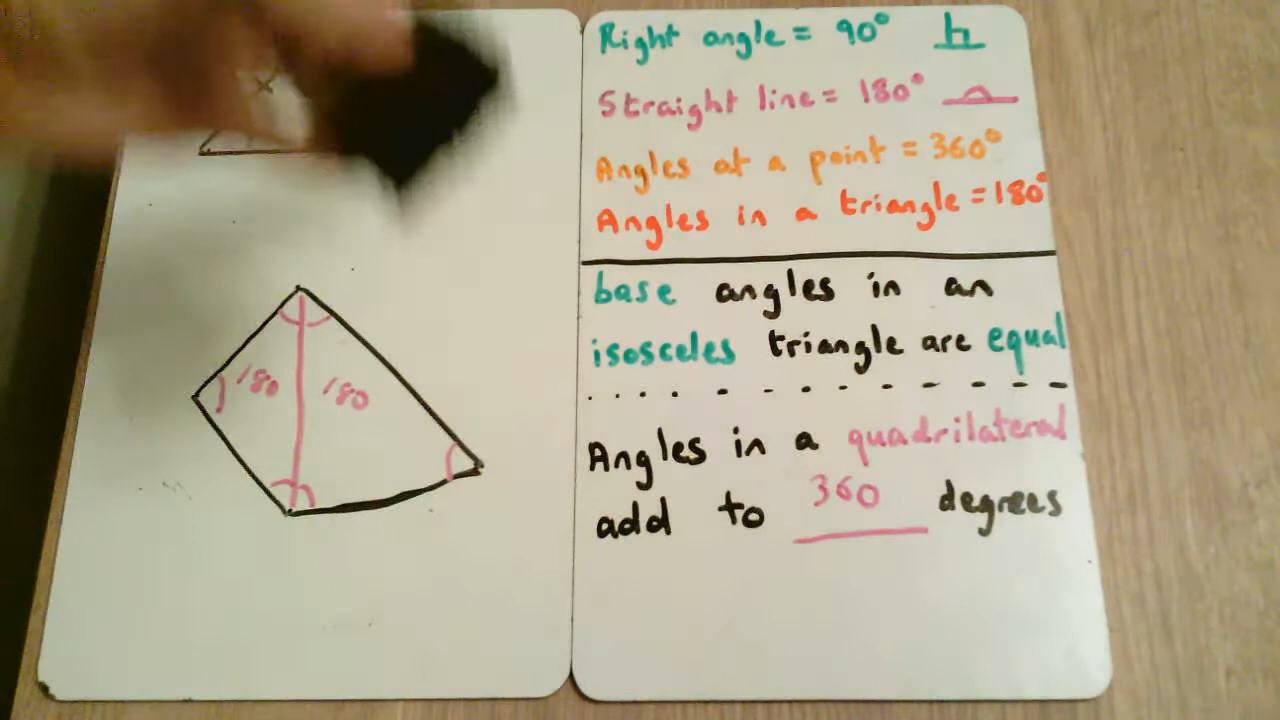 x
180 180
Right angle = 90°
Straight line = 180°
Angles at a point = 360°
Angles in a triangle = 180°
base angles in an
isosceles triangle are equal
Angles in a quadrilateral
add to 360 degrees